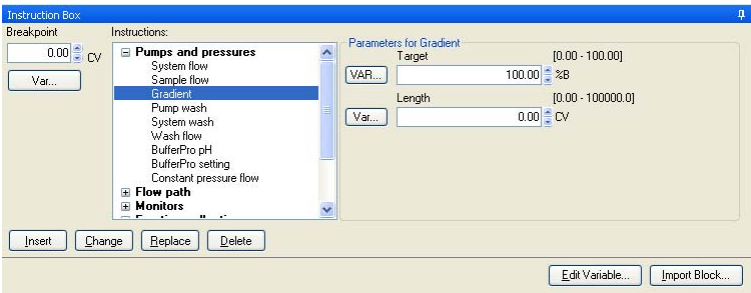 Instruction Box
Breakpoint
0.00 CV
Var...
Instructions:
Pumps and pressures
System flow
Sample flow
Gradient
Pump wash
System wash
Wash flow
BufferPro pH
BufferPro setting
Constant pressure flow
Flow path
Monitors
Parameters for Gradient
Target [0.00 - 100.00]
VAR... 100.00 %B
Length [0.00 - 100000.0]
Var... 0.00 CV
Insert Change Replace Delete
Edit Variable... Import Block...